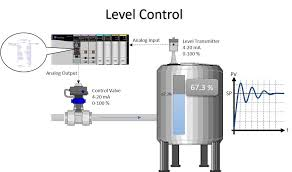 Level Control
Analog Input
Level Transmitter
4-20 mA
0-100 %
Analog Output
Control Valve
4-20 mA
0-100 %
67.3 %
PV
SP
t